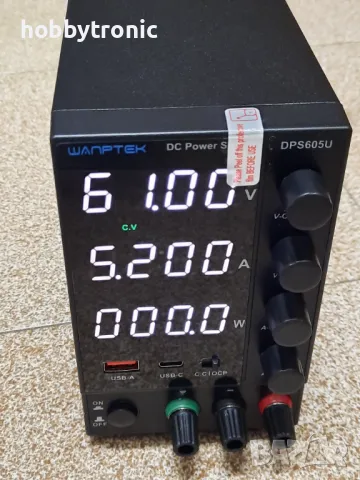 hobbytronic
WANPTEK DC Power S DPS605U
61.00 V
C.V
5.200 A
000.0 W
USB-A USB-C C.C OCP
ON
OFF